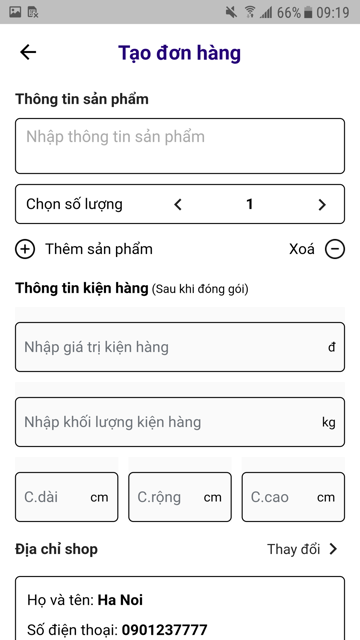 66% 09:19
Tạo đơn hàng
Thông tin sản phẩm
Nhập thông tin sản phẩm
Chọn số lượng 1
Thêm sản phẩm Xoá
Thông tin kiện hàng (Sau khi đóng gói)
Nhập giá trị kiện hàng đ
Nhập khối lượng kiện hàng kg
C.dài cm C.rộng cm C.cao cm
Địa chỉ shop Thay đổi
Họ và tên: Ha Noi
Số điện thoại: 0901237777